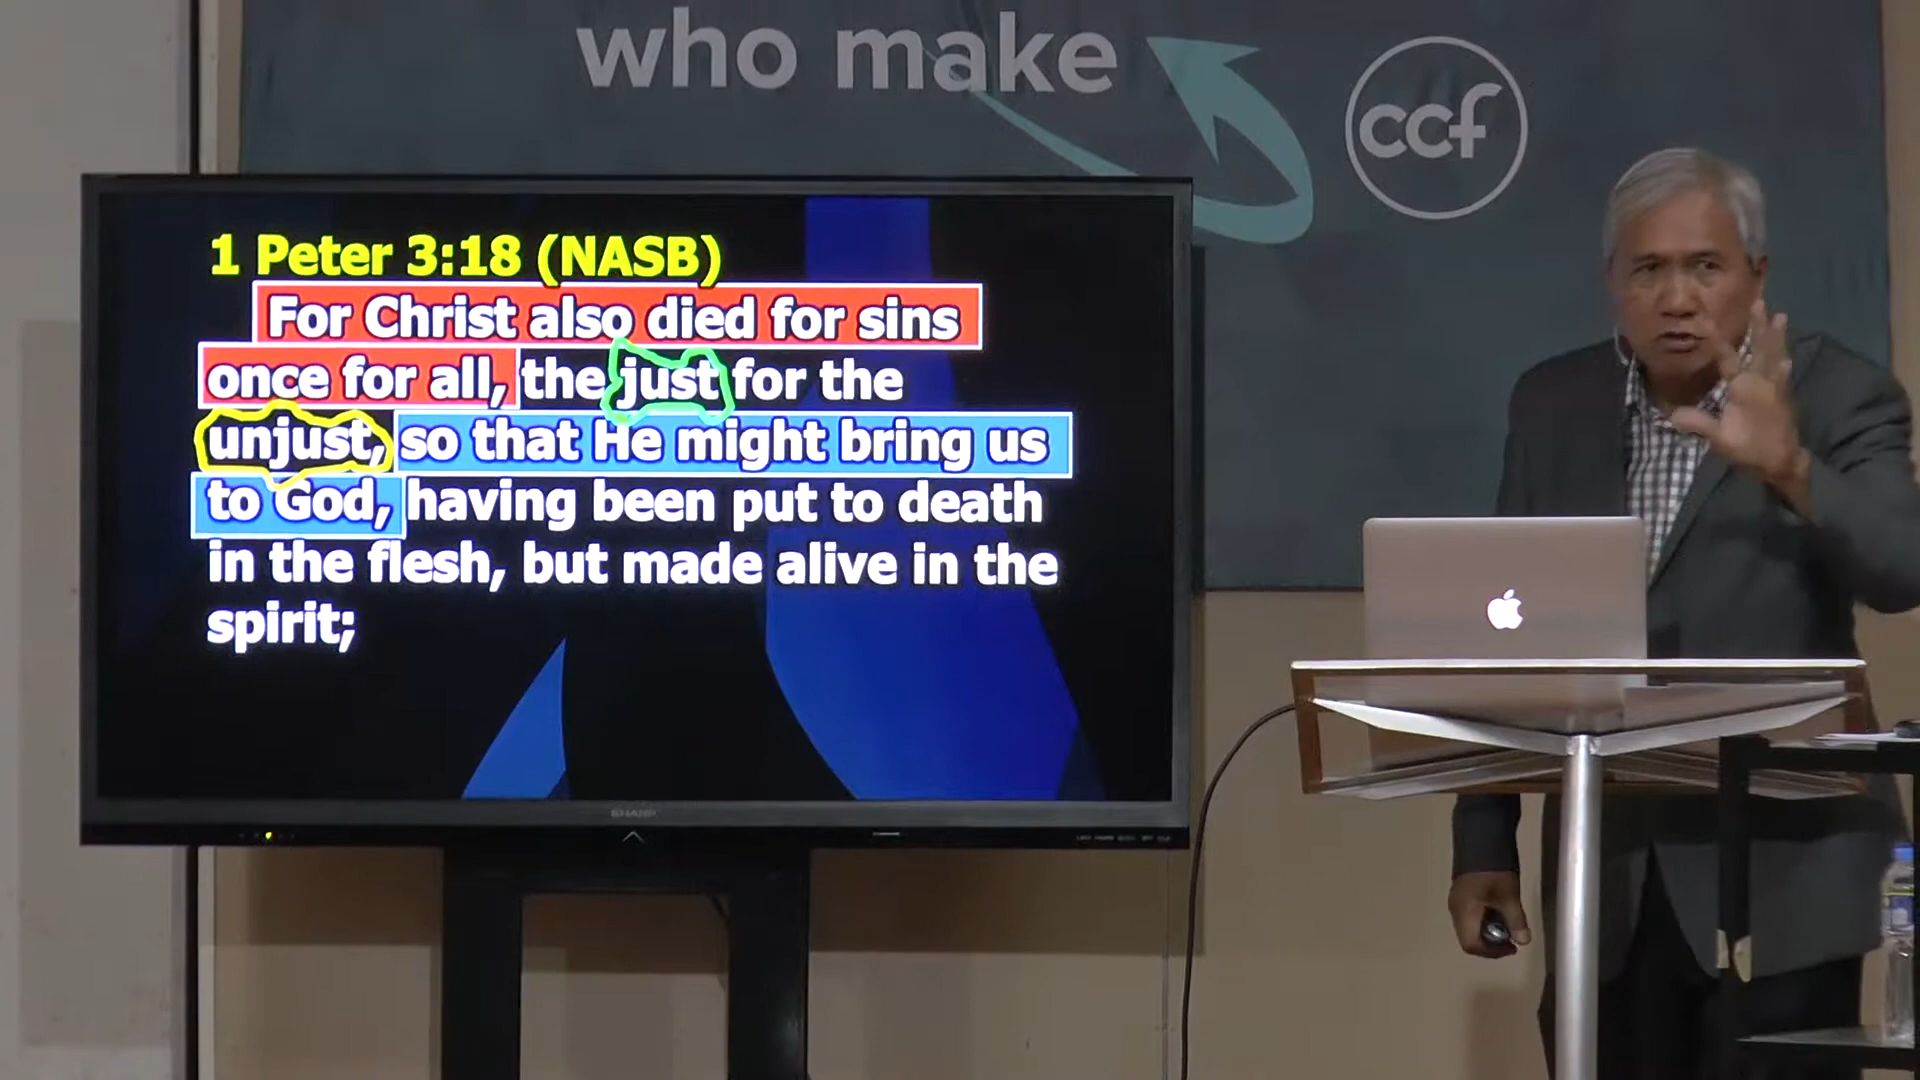 who make
ccf
1 Peter 3:18 (NASB)
For Christ also died for sins
once for all, the just for the
unjust, so that He might bring us
to God, having been put to death
in the flesh, but made alive in the
spirit;
SHARP